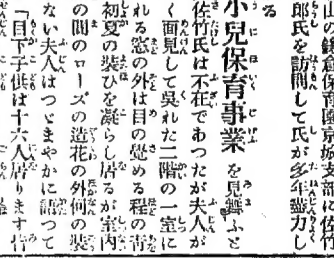 山の鎌倉保育園京城支部に佐竹
郎氏を訪問して氏が多年盡力し
る
小兒保育事業を見舞ふと
佐竹氏は不在であつたが夫人が
く面見して吳れた二階の一室に
れる窓の外は目の覺める程の靑
初夏の裝ひを凝らし居るが室內
の間のローズの造花の外何の裝
ない夫人はつゝまやかに語つて
「目下子供は十六人居ります